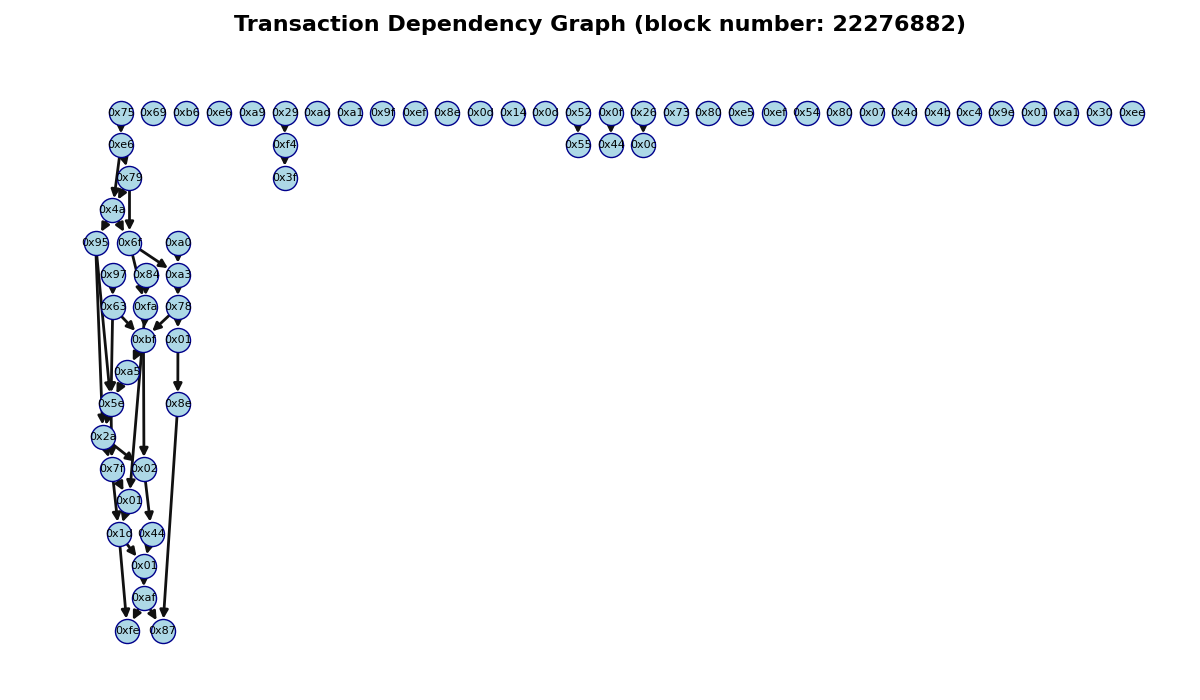 Transaction Dependency Graph (block number: 22276882)
0x75 0x69 0xb6 0xe6 0xa9 0x29 0xad 0xa1 0x9f 0xef 0x8e 0x0d 0x14 0x0d 0x52 0x0f 0x26 0x73 0x80 0xe5 0xef 0x54 0x80 0x07 0x4d 0x4b 0xc4 0x9e 0x01 0xa1 0x30 0xee
0xe6 0xf4 0x55 0x44 0x0c
0x79 0x3f
0x4a
0x95 0x6f 0xa0
0x97 0x84 0xa3
0x63 0xfa 0x78
0xbf 0x01
0xa5
0x5e 0x8e
0x2a
0x7f 0x02
0x01
0x1d 0x44
0x01
0xaf
0xfe 0x87